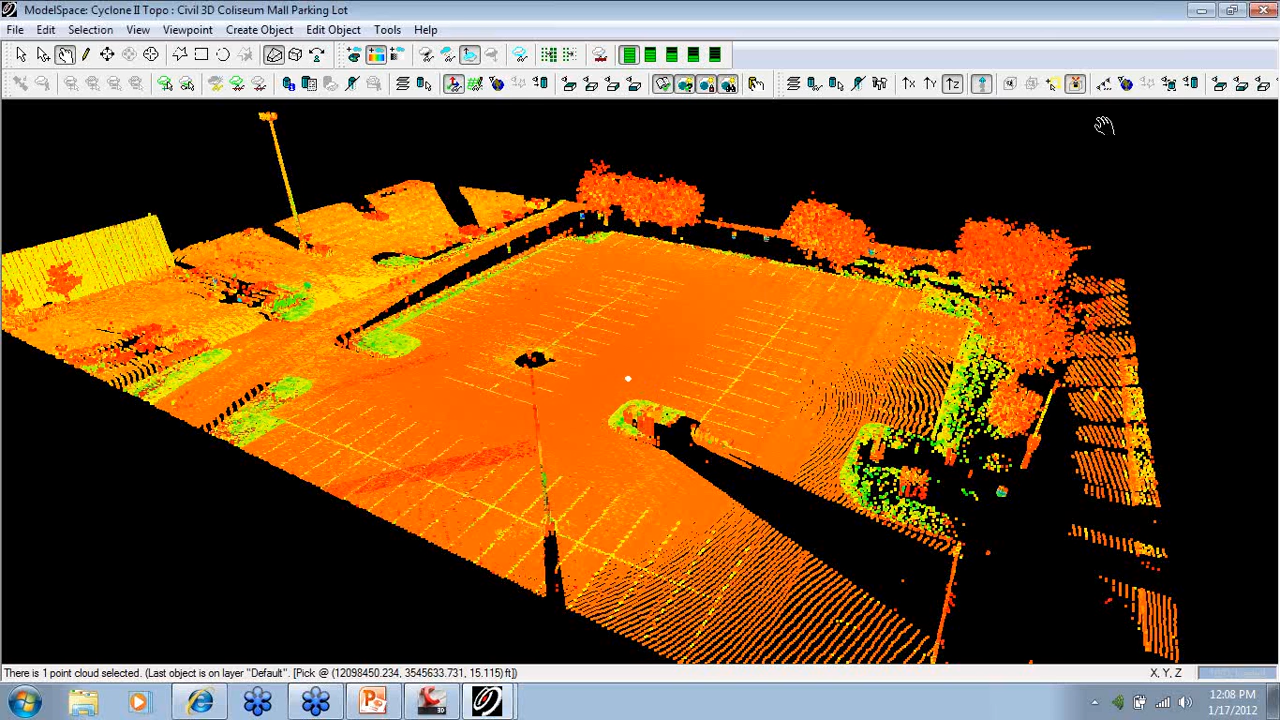 ModelSpace: Cyclone II Topo : Civil 3D Coliseum Mall Parking Lot
File Edit Selection View Viewpoint Create Object Edit Object Tools Help
There is 1 point cloud selected. (Last object is on layer "Default". [Pick @ (12098450.234, 3545633.731, 15.115) ft])
X, Y, Z
12:08 PM
1/17/2012